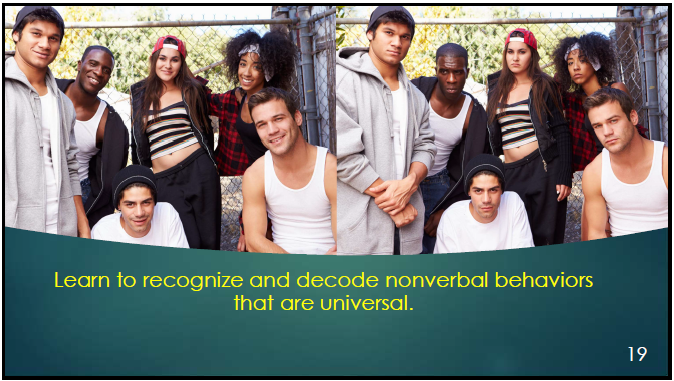 Learn to recognize and decode nonverbal behaviors
that are universal.
19